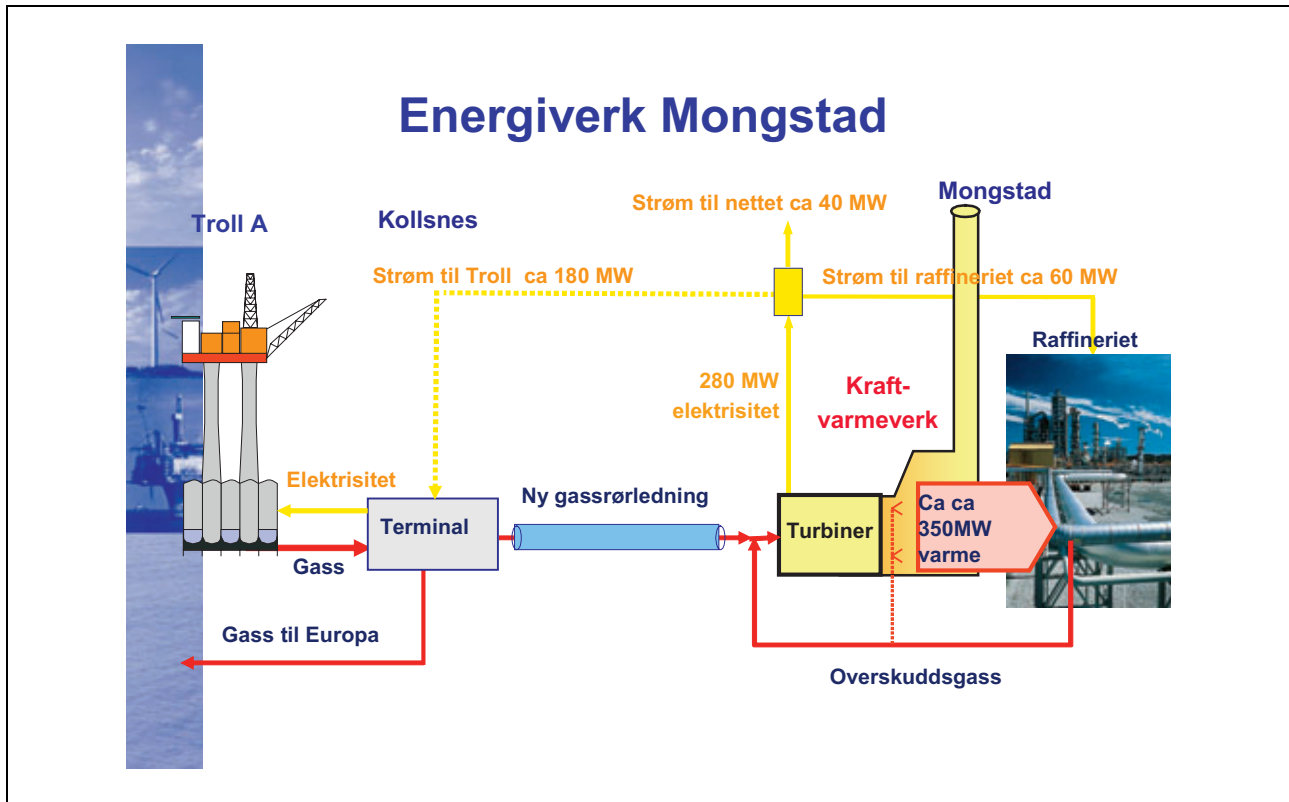 Energiverk Mongstad
Mongstad
Strøm til nettet ca 40 MW
Troll A
Kollsnes
Strøm til Troll ca 180 MW
Strøm til raffineriet ca 60 MW
Raffineriet
280 MW
elektrisitet
Kraft-
varmeverk
Elektrisitet
Ny gassrørledning
Terminal
Turbiner
Ca ca
350MW
varme
Gass
Gass til Europa
Overskuddsgass